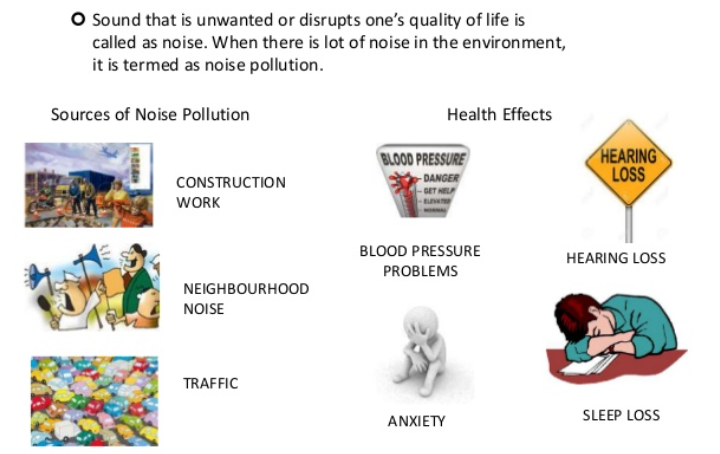 Sound that is unwanted or disrupts one’s quality of life is
called as noise. When there is lot of noise in the environment,
it is termed as noise pollution.
Sources of Noise Pollution
Health Effects
CONSTRUCTION
WORK
BLOOD PRESSURE
DANGER
GET HELP
ELEVATED
NORMAL
HEARING
LOSS
BLOOD PRESSURE
PROBLEMS
HEARING LOSS
NEIGHBOURHOOD
NOISE
TRAFFIC
ANXIETY
SLEEP LOSS